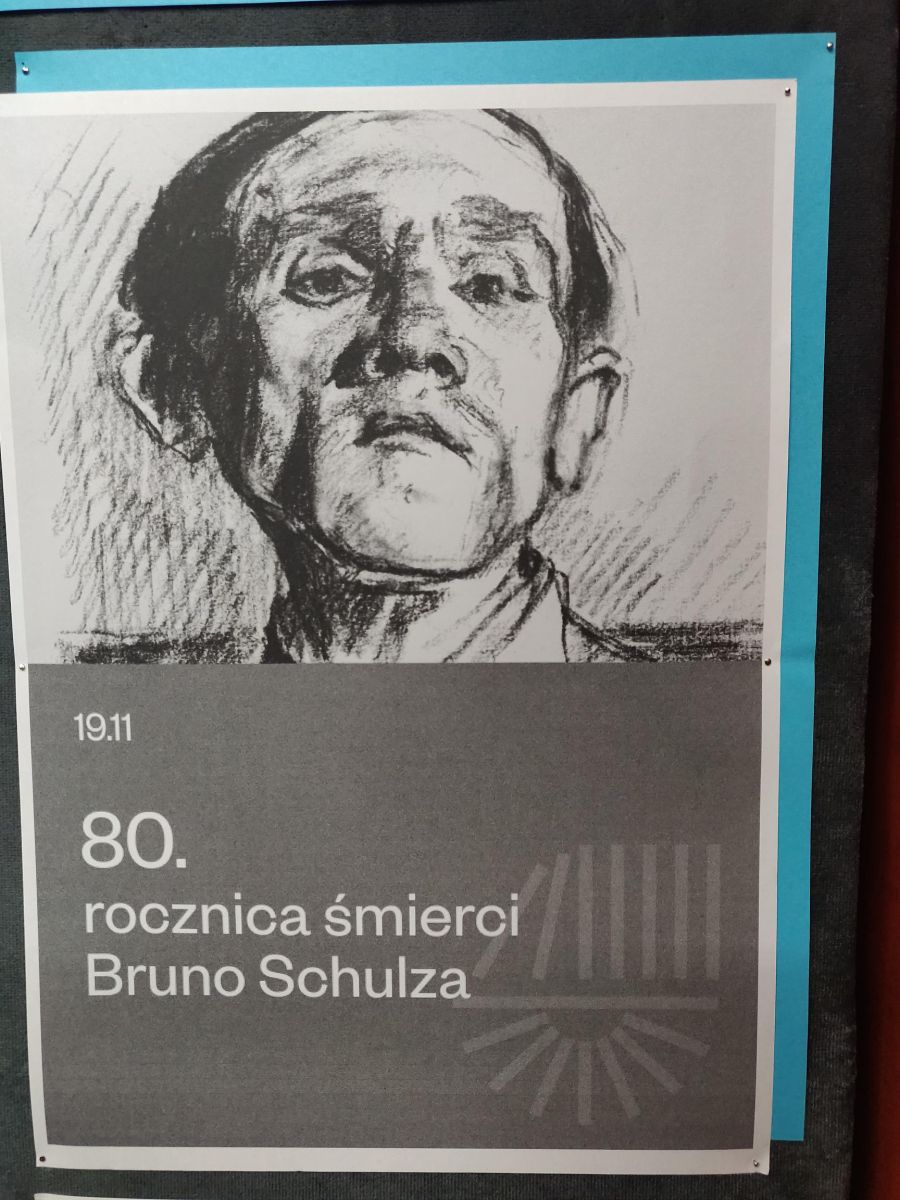 19.11
80.
rocznica śmierci
Bruno Schulza